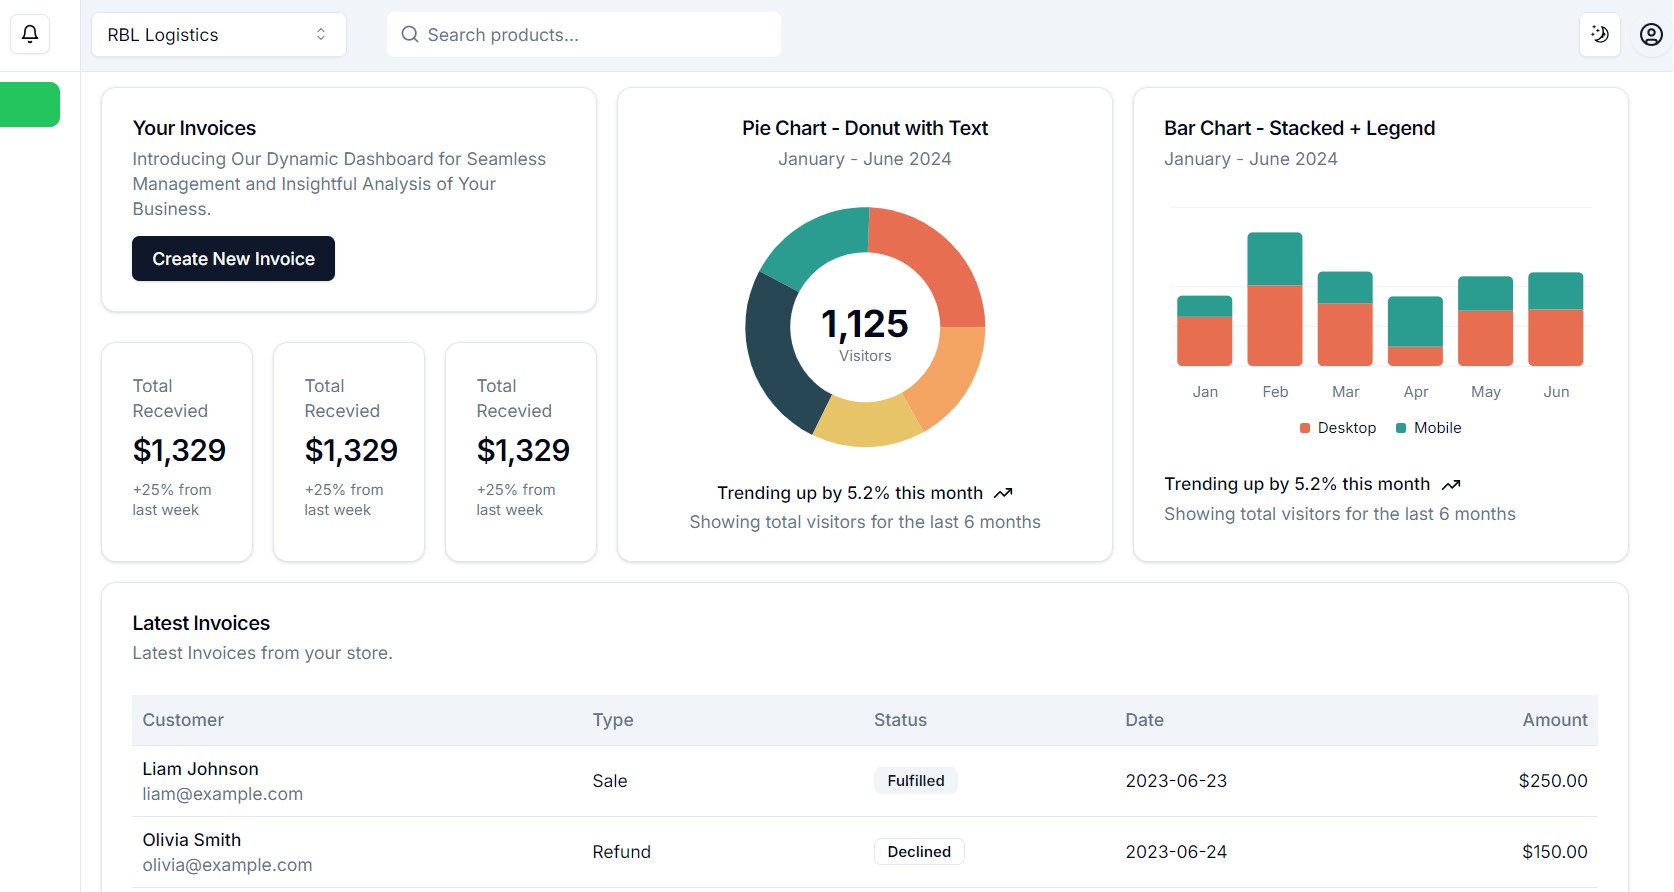 RBL Logistics
Search products...
Your Invoices
Introducing Our Dynamic Dashboard for Seamless
Management and Insightful Analysis of Your
Business.
Create New Invoice
Total
Recevied
$1,329
+25% from
last week
Total
Recevied
$1,329
+25% from
last week
Total
Recevied
$1,329
+25% from
last week
Pie Chart - Donut with Text
January - June 2024
1,125
Visitors
Trending up by 5.2% this month
Showing total visitors for the last 6 months
Bar Chart - Stacked + Legend
January - June 2024
Jan Feb Mar Apr May Jun
Desktop Mobile
Trending up by 5.2% this month
Showing total visitors for the last 6 months
Latest Invoices
Latest Invoices from your store.
Customer Type Status Date Amount
Liam Johnson
liam@example.com
Sale Fulfilled 2023-06-23 $250.00
Olivia Smith
olivia@example.com
Refund Declined 2023-06-24 $150.00